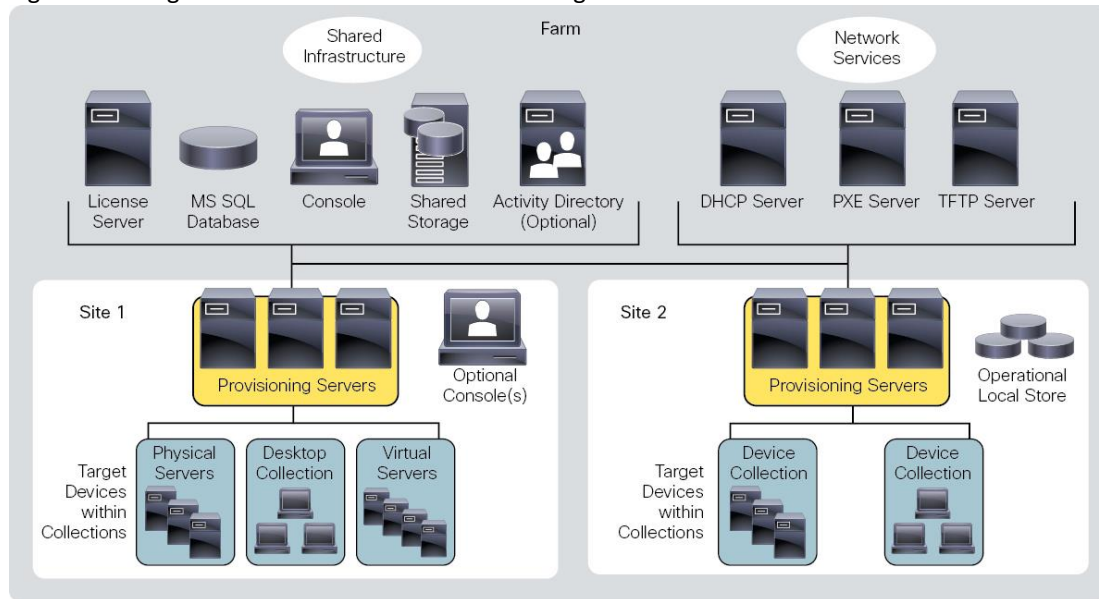 Farm
Shared
Infrastructure
Network
Services
License
Server
MS SQL
Database
Console
Shared
Storage
Activity Directory
(Optional)
DHCP Server
PXE Server
TFTP Server
Site 1
Provisioning Servers
Optional
Console(s)
Target
Devices
within
Collections
Physical
Servers
Desktop
Collection
Virtual
Servers
Site 2
Provisioning Servers
Operational
Local Store
Target
Devices
within
Collections
Device
Collection
Device
Collection